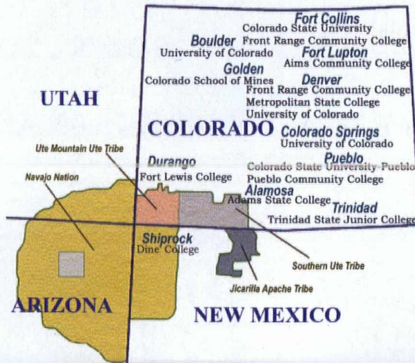 Fort Collins
Colorado State University
Boulder
Front Range Community College
University of Colorado
Fort Lupton
Aims Community College
Golden
Colorado School of Mines
Denver
Front Range Community College
Metropolitan State College
University of Colorado
UTAH
COLORADO
Colorado Springs
University of Colorado
Ute Mountain Ute Tribe
Durango
Fort Lewis College
Pueblo
Colorado State University-Pueblo
Pueblo Community College
Navajo Nation
Alamosa
Adams State College
Trinidad
Trinidad State Junior College
Shiprock
Dine' College
Southern Ute Tribe
Jicarilla Apache Tribe
ARIZONA
NEW MEXICO